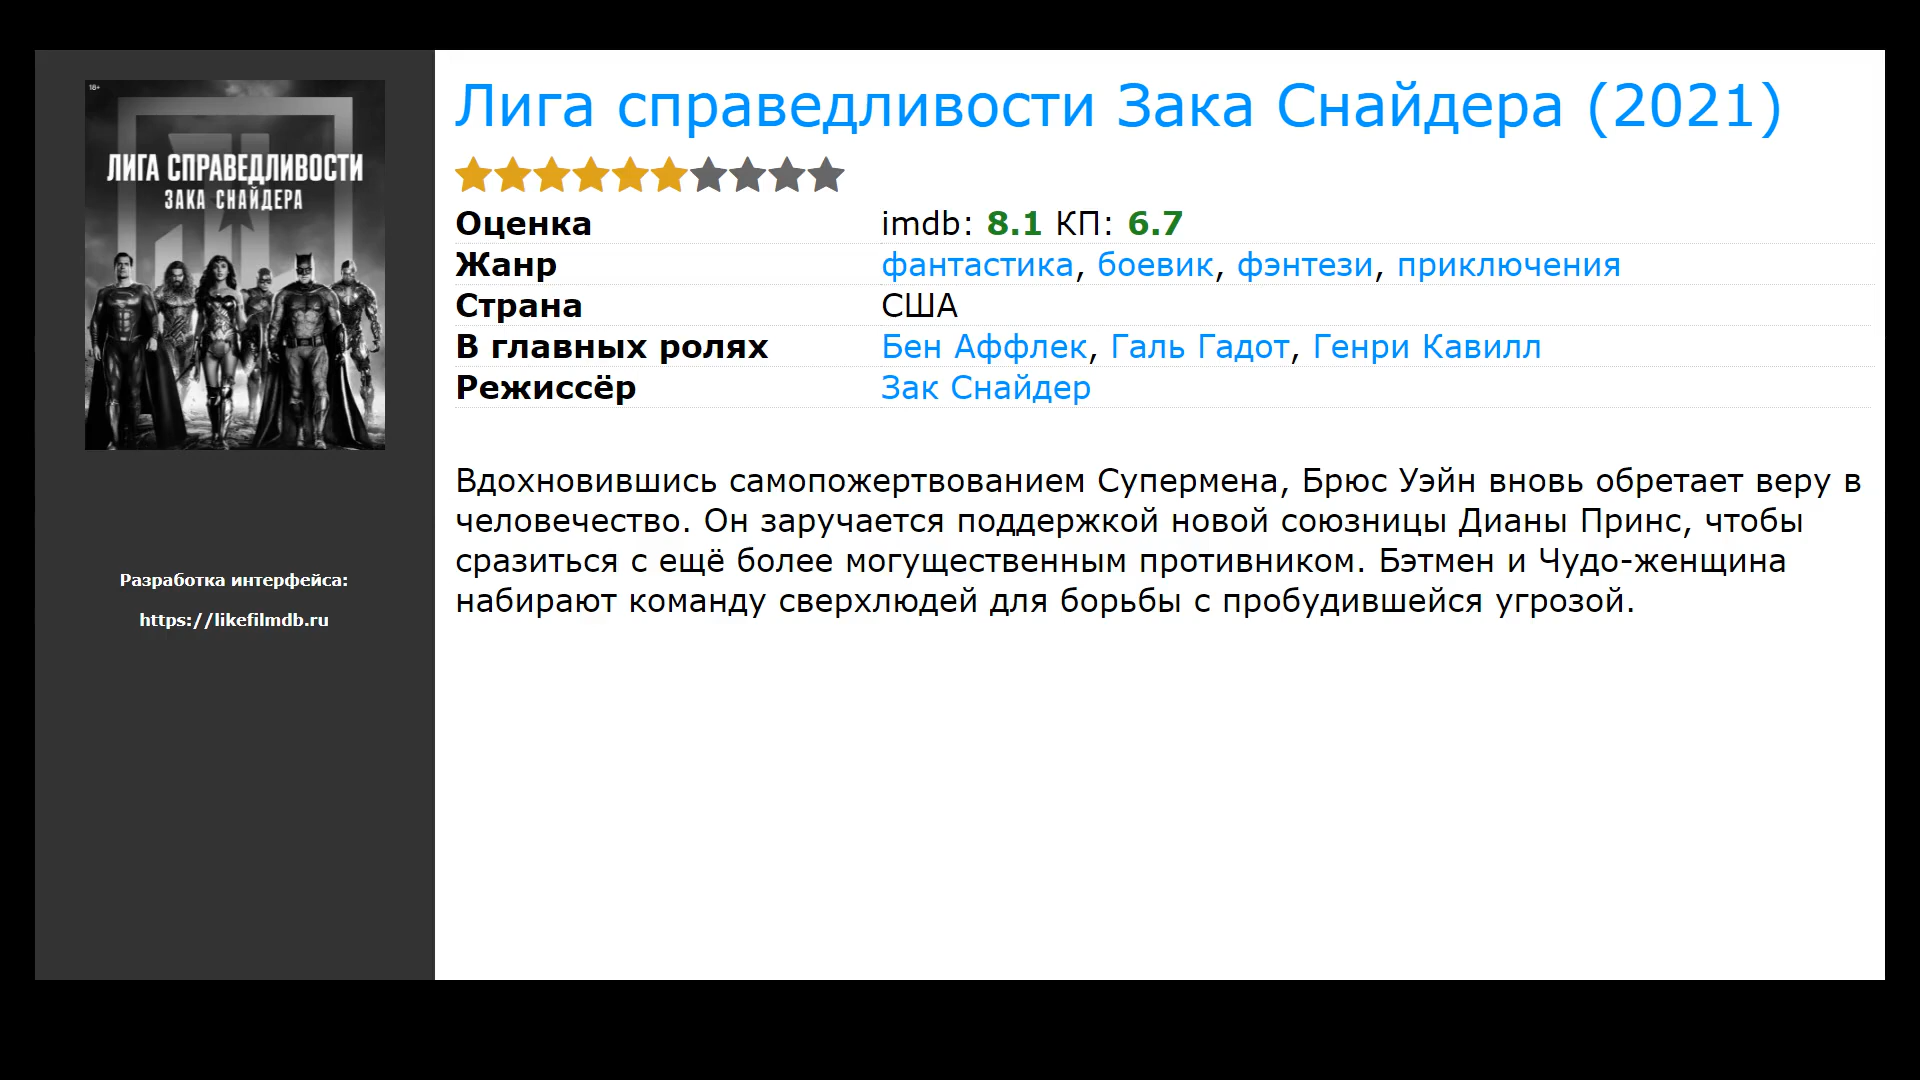 18+
ЛИГА СПРАВЕДЛИВОСТИ
ЗАКА СНАЙДЕРА
Разработка интерфейса:
https://likefilmdb.ru
Лига справедливости Зака Снайдера (2021)
Оценка imdb: 8.1 КП: 6.7
Жанр фантастика, боевик, фэнтези, приключения
Страна США
В главных ролях Бен Аффлек, Галь Гадот, Генри Кавилл
Режиссёр Зак Снайдер
Вдохновившись самопожертвованием Супермена, Брюс Уэйн вновь обретает веру в
человечество. Он заручается поддержкой новой союзницы Дианы Принс, чтобы
сразиться с ещё более могущественным противником. Бэтмен и Чудо-женщина
набирают команду сверхлюдей для борьбы с пробудившейся угрозой.